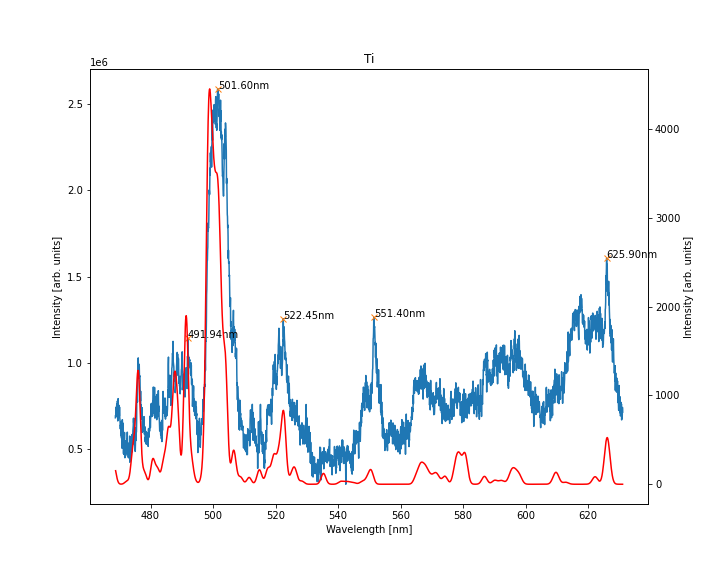 Ti
1e6
501.60nm
491.94nm
522.45nm
551.40nm
625.90nm
2.5
2.0
1.5
1.0
0.5
Intensity [arb. units]
4000
3000
2000
1000
0
Intensity [arb. units]
480 500 520 540 560 580 600 620
Wavelength [nm]